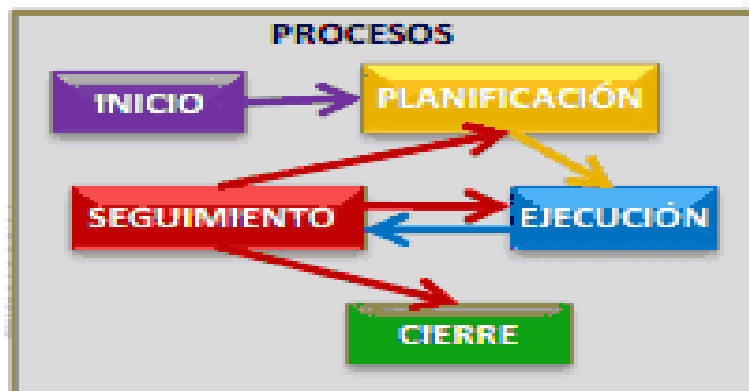 PROCESOS
INICIO
PLANIFICACIÓN
SEGUIMIENTO
EJECUCIÓN
CIERRE